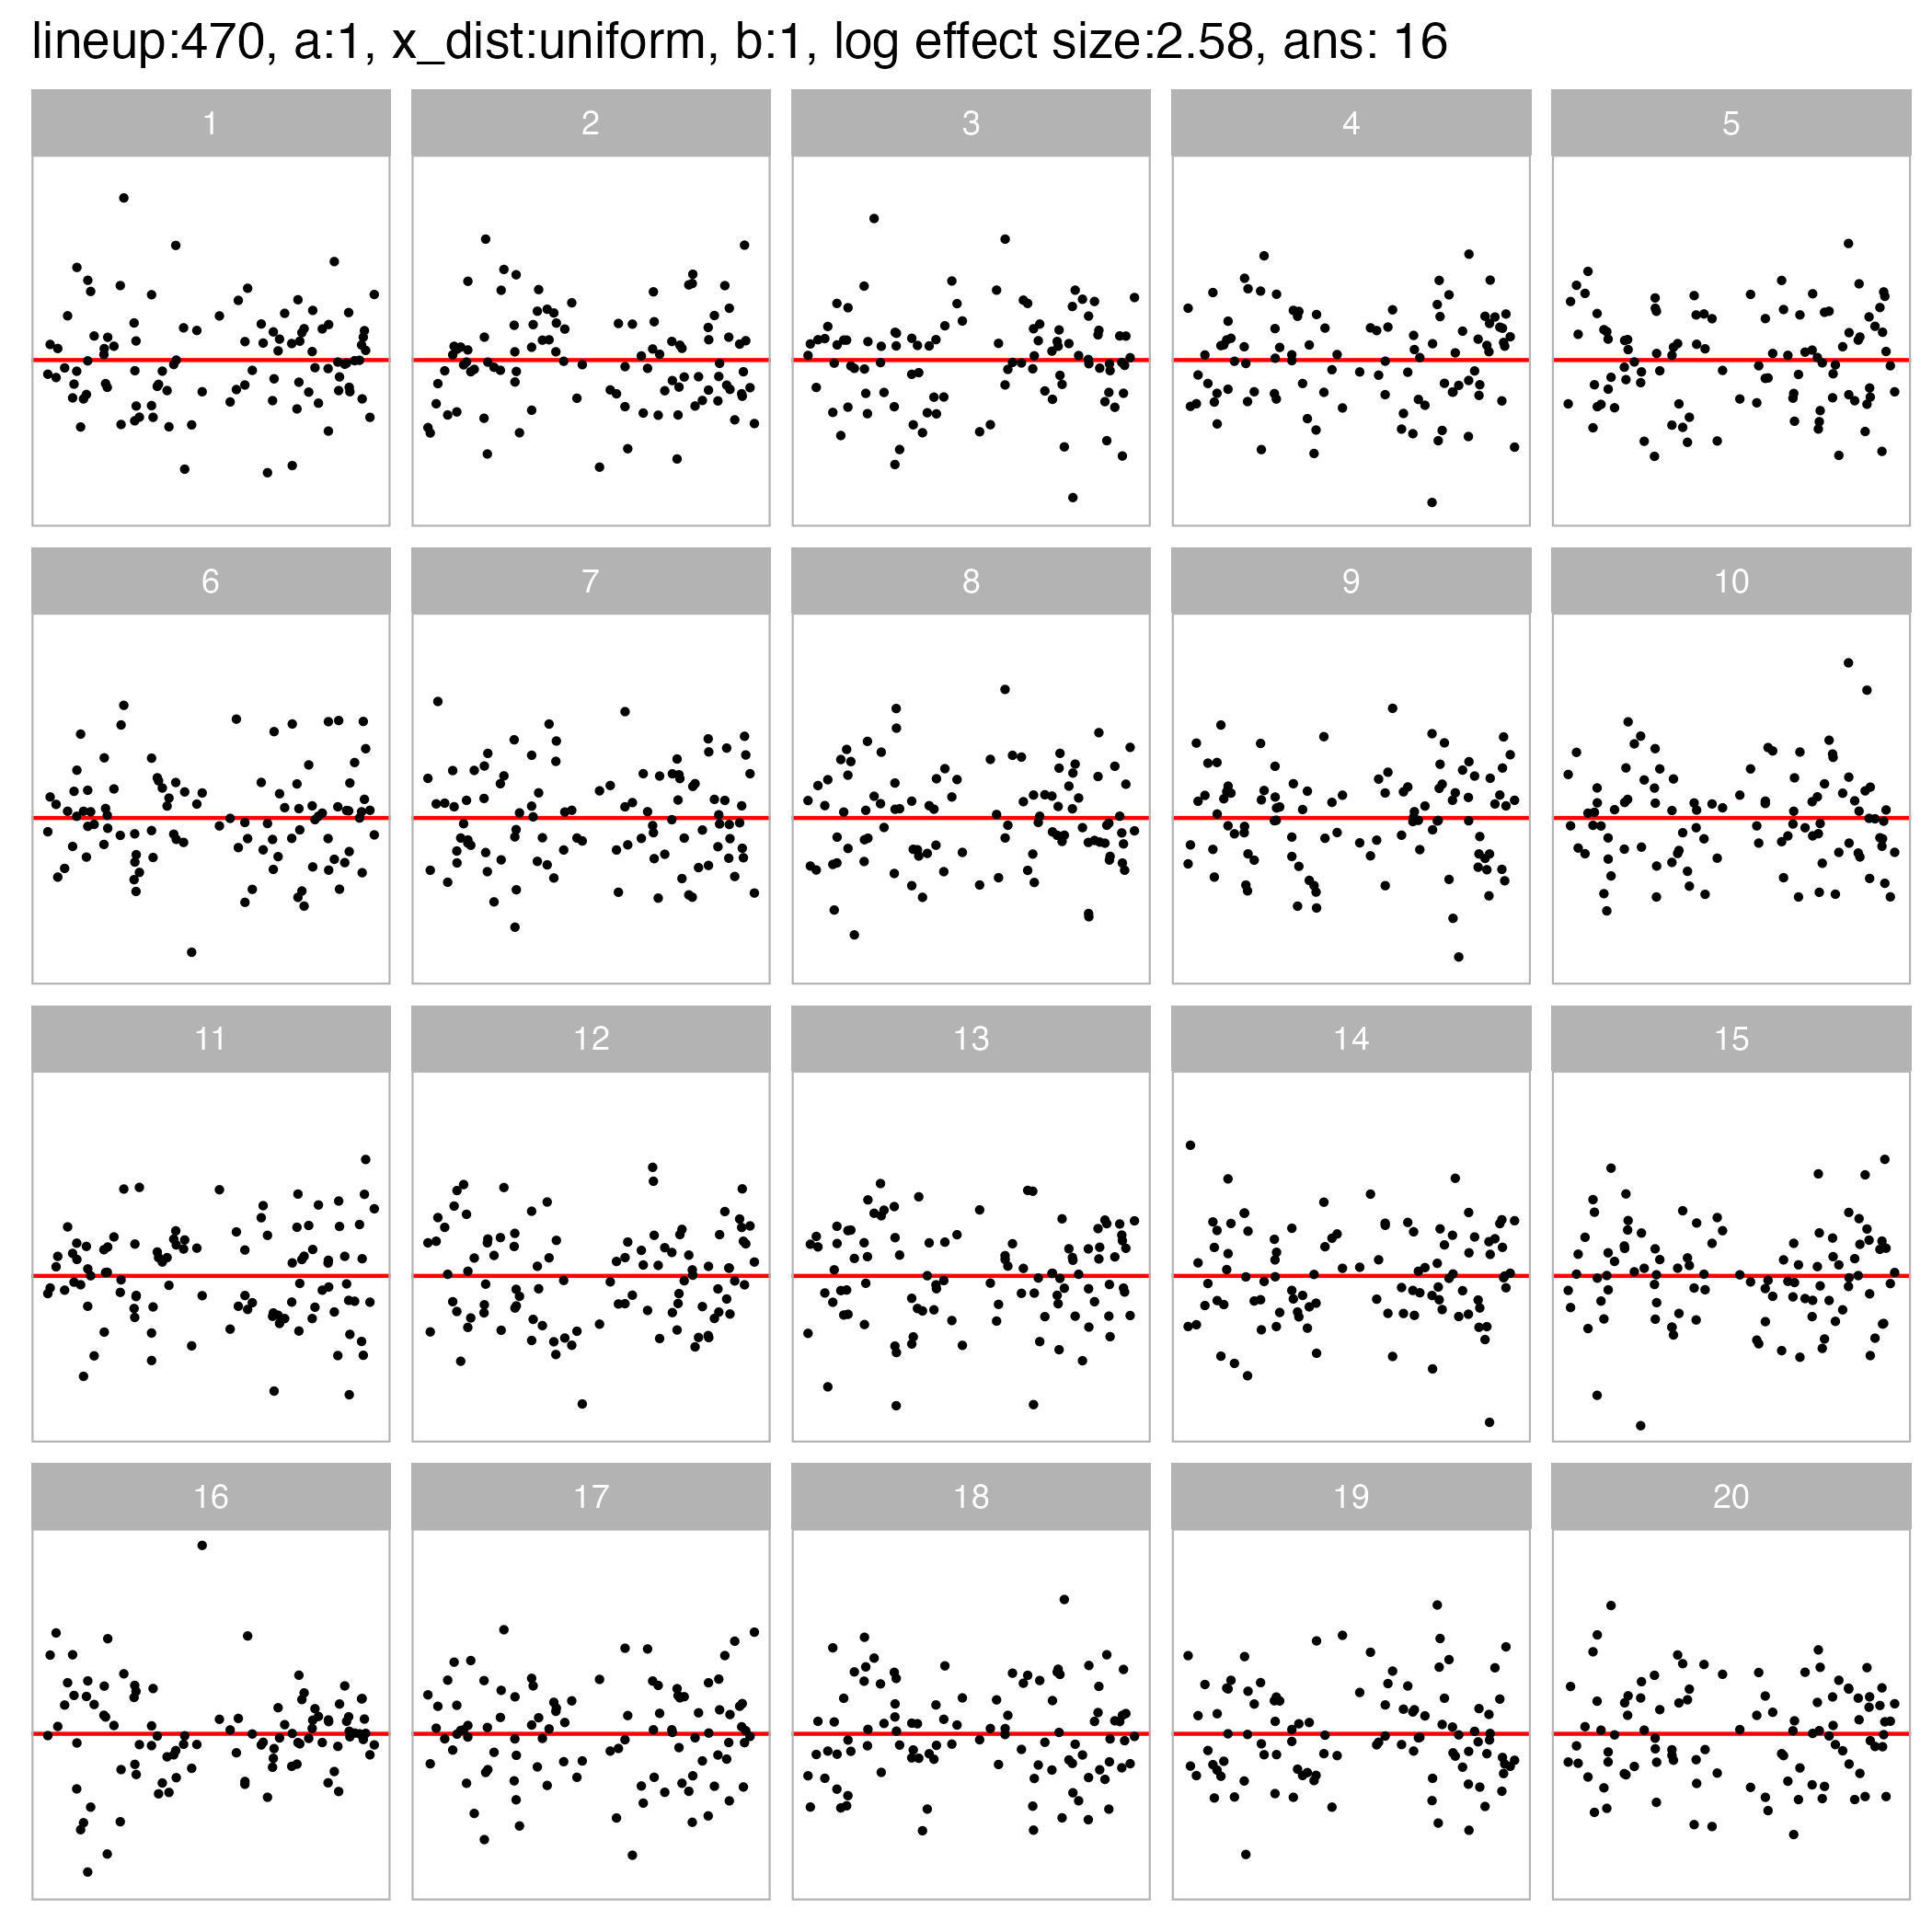 lineup:470, a:1, x_dist:uniform, b:1, log effect size:2.58, ans: 16
1 2 3 4 5
6 7 8 9 10
11 12 13 14 15
16 17 18 19 20